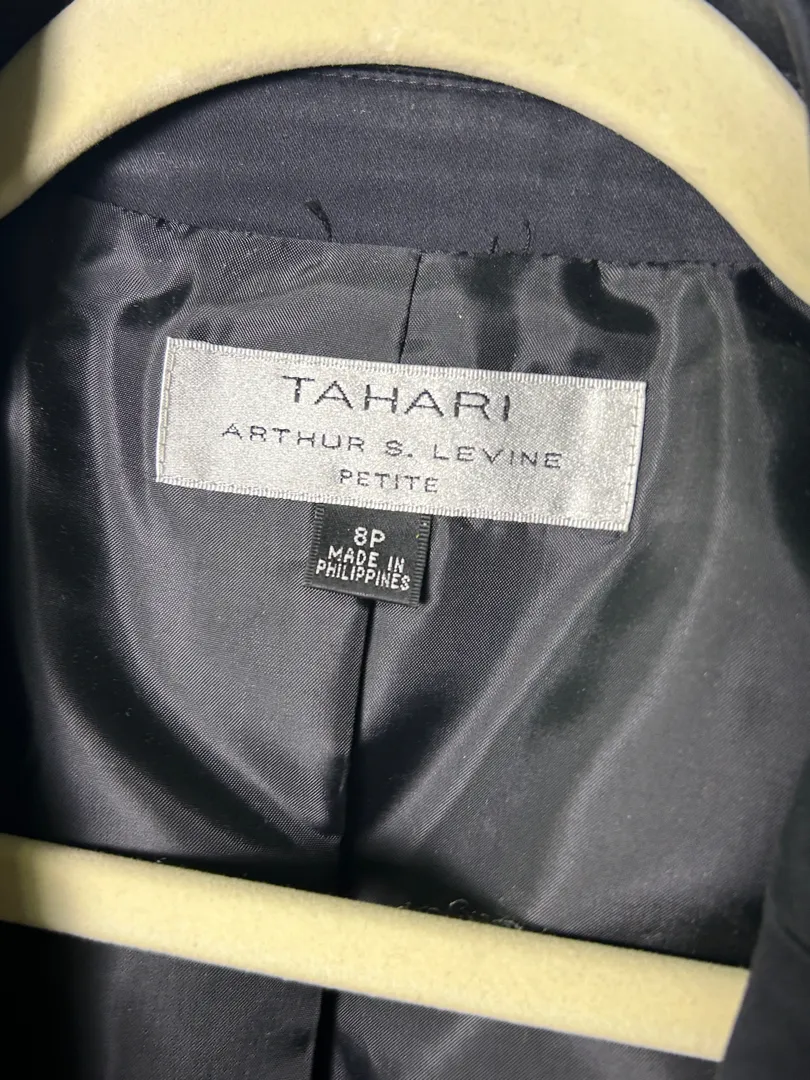 TAHARI
ARTHUR S. LEVINE
PETITE
8P
MADE IN
PHILIPPINES